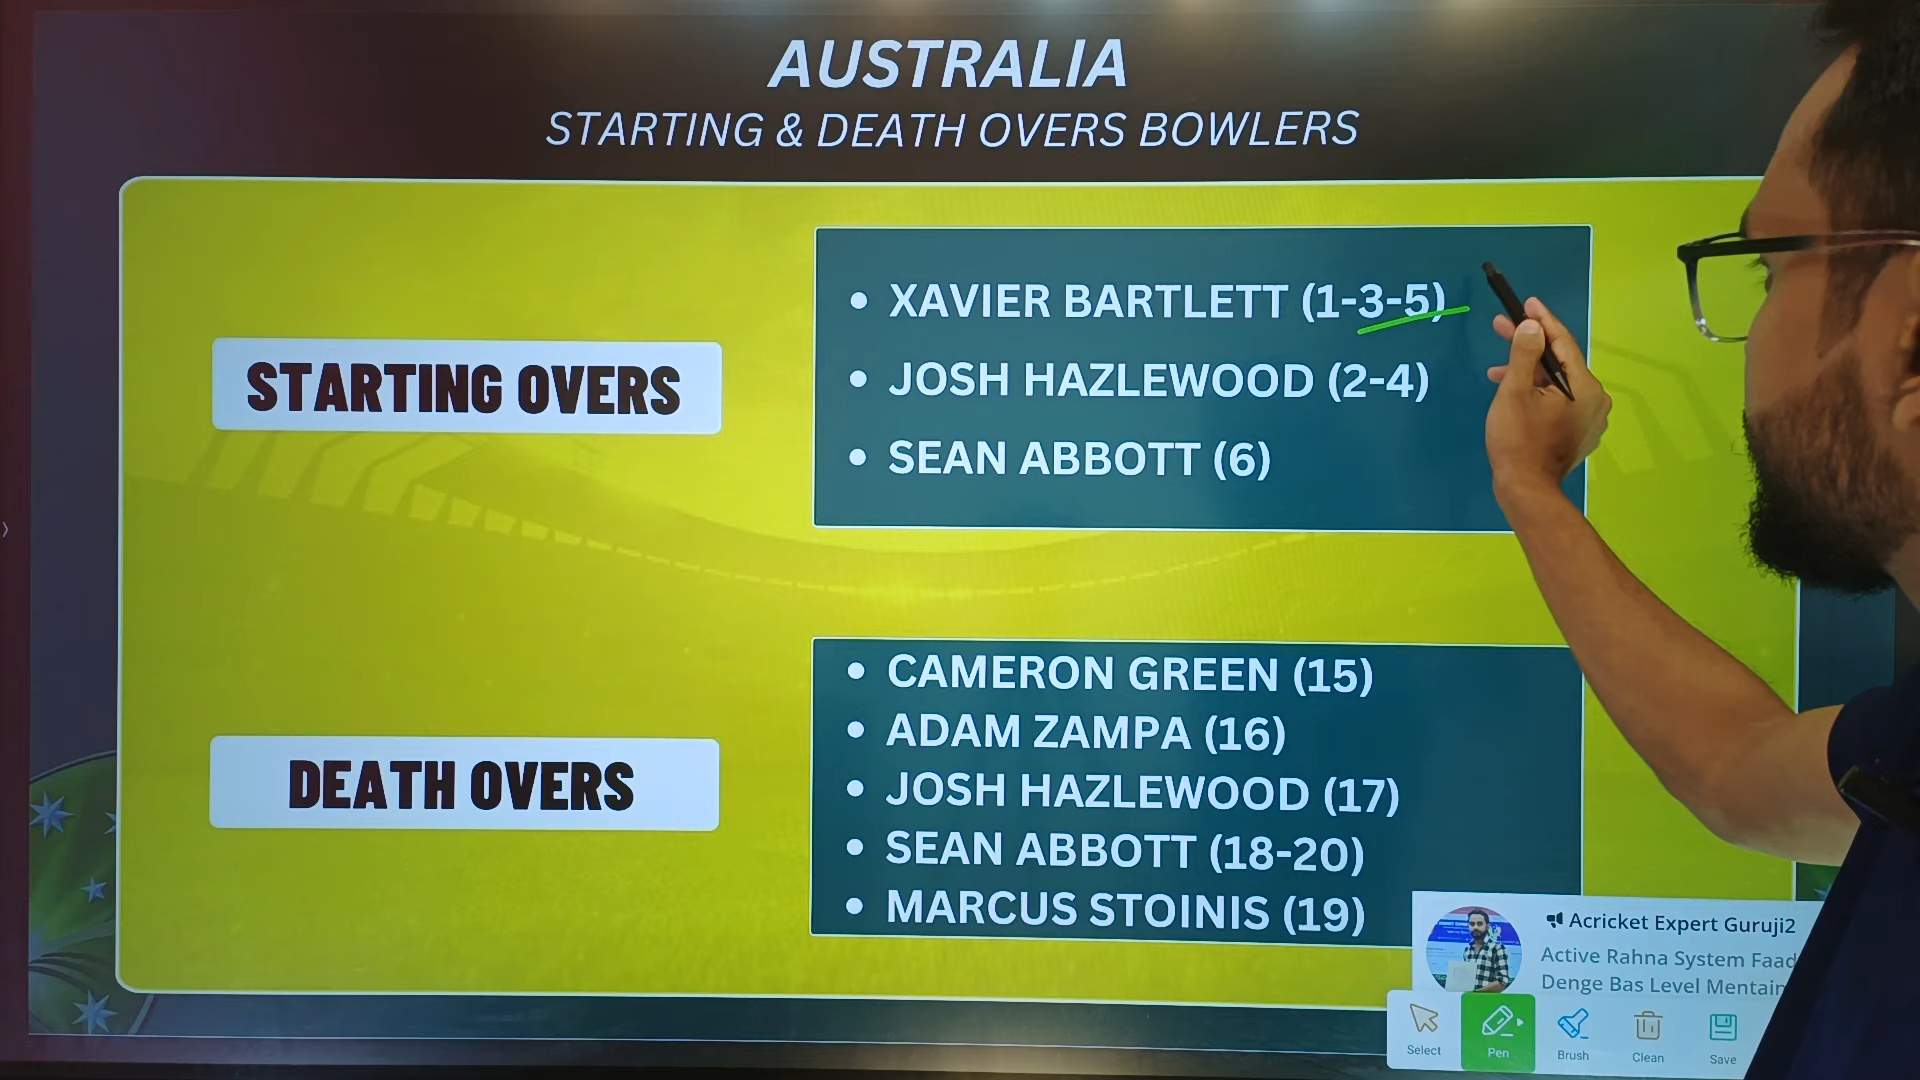 AUSTRALIA
STARTING & DEATH OVERS BOWLERS
STARTING OVERS
• XAVIER BARTLETT (1-3-5)
• JOSH HAZLEWOOD (2-4)
• SEAN ABBOTT (6)
DEATH OVERS
• CAMERON GREEN (15)
• ADAM ZAMPA (16)
• JOSH HAZLEWOOD (17)
• SEAN ABBOTT (18-20)
• MARCUS STOINIS (19)
Acricket Expert Guruji2
Active Rahna System Faad
Denge Bas Level Mentain
Select
Pen
Brush
Clean
Save